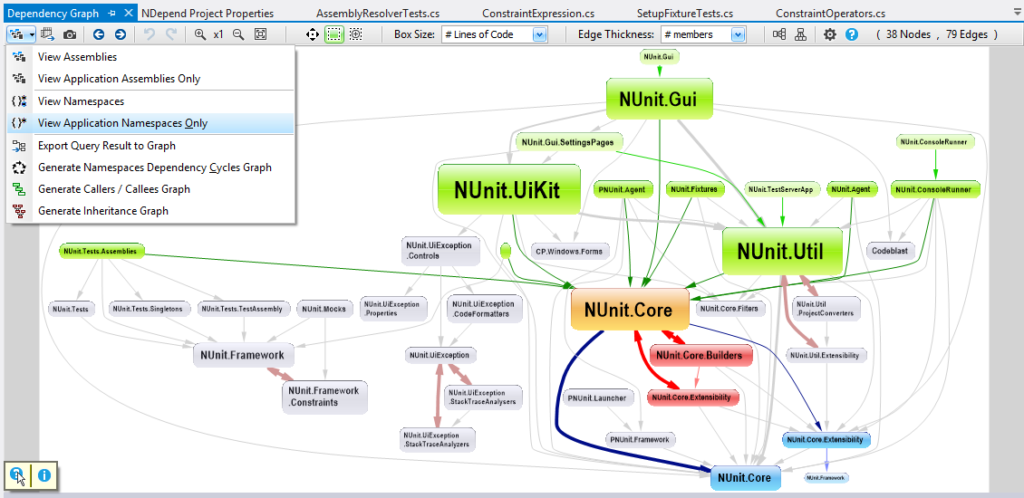 Dependency Graph
NDepend Project Properties
AssemblyResolverTests.cs
ConstraintExpression.cs
SetupFixtureTests.cs
ConstraintOperators.cs
x1
Box Size:
# Lines of Code
Edge Thickness:
# members
( 38 Nodes , 79 Edges )
View Assemblies
View Application Assemblies Only
View Namespaces
View Application Namespaces Only
Export Query Result to Graph
Generate Namespaces Dependency Cycles Graph
Generate Callers / Callees Graph
Generate Inheritance Graph
NUnit.Gui
NUnit.Gui
NUnit.Gui.SettingsPages
NUnit.ConsoleRunner
NUnit.UiKit
PNUnit.Agent
NUnit.Fixtures
NUnit.TestServerApp
NUnit.Agent
NUnit.ConsoleRunner
NUnit.Tests.Assemblies
NUnit.UiException
.Controls
CP.Windows.Forms
NUnit.Util
Codeblast
NUnit.Tests
NUnit.Tests.Singletons
NUnit.Tests.TestAssembly
NUnit.Mocks
NUnit.UiException
.Properties
NUnit.UiException
.CodeFormatters
NUnit.Core
NUnit.Core.Filters
NUnit.Util
.ProjectConverters
NUnit.Framework
NUnit.UiException
NUnit.Core.Builders
NUnit.Util.Extensibility
NUnit.Framework
.Constraints
NUnit.UiException
.StackTraceAnalysers
PNUnit.Launcher
NUnit.Core.Extensibility
NUnit.UiException
.StackTraceAnalyzers
PNUnit.Framework
NUnit.Core.Extensibility
NUnit.Core
NUnit.Framework